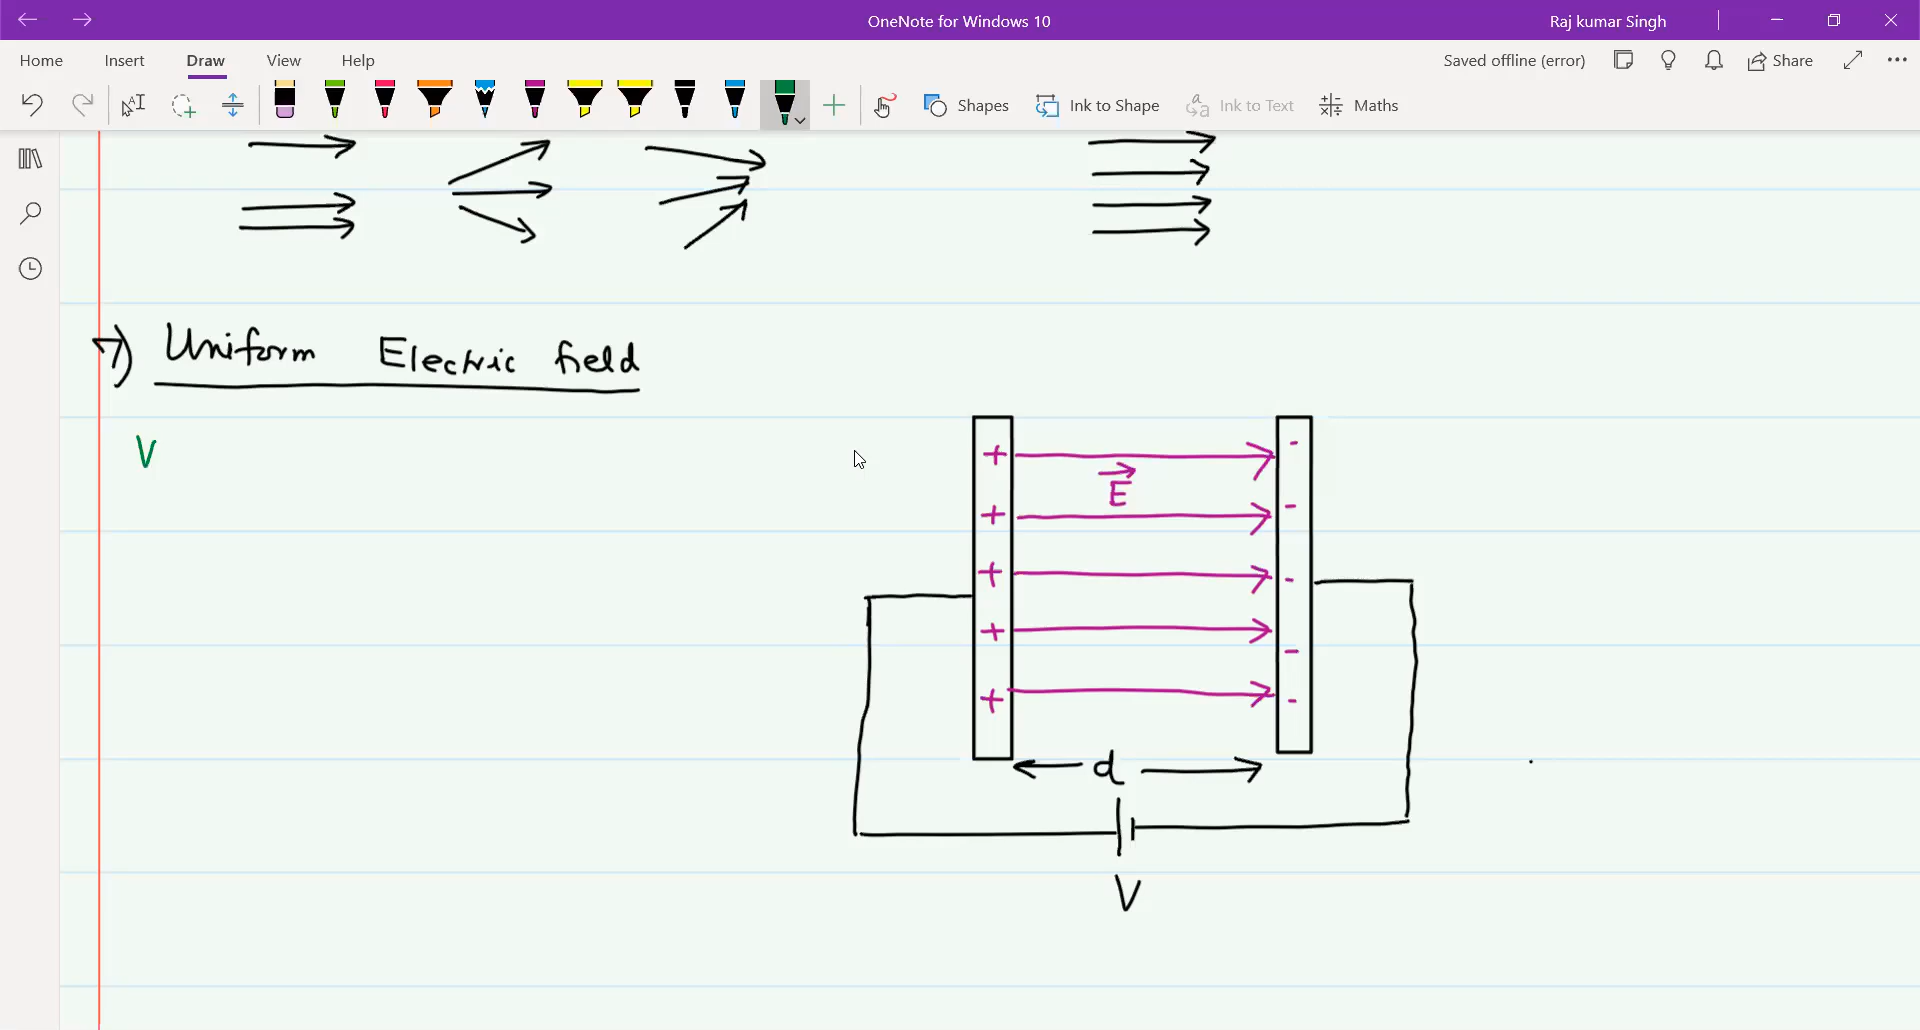 OneNote for Windows 10
Raj kumar Singh
Home Insert Draw View Help
Saved offline (error) Share
Shapes Ink to Shape Ink to Text Maths
7) Uniform Electric field
V
+ -
E
+ -
+ -
+ -
+ -
d
V